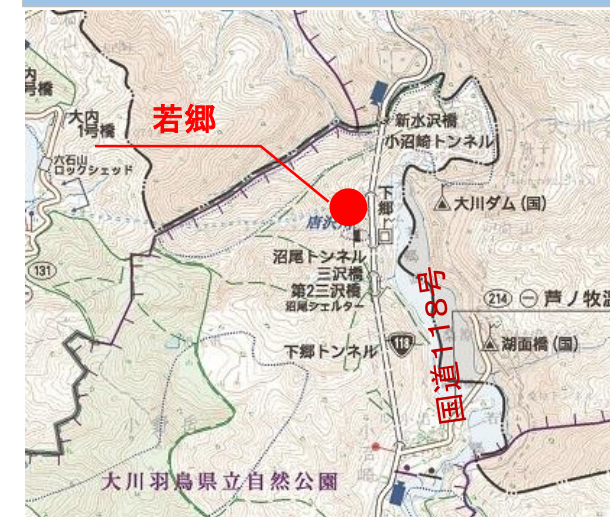 内
号橋
大内
1号橋
若郷
新水沢橋
小沼崎トンネル
六石山
ロックシェッド
下郷
大川ダム(国)
唐沢
沼尾トンネル
三沢橋
第2三沢橋
沼尾シェルター
131
214
芦ノ牧温
国道118号
118
下郷トンネル
湖面橋(国)
小沼崎
大川羽鳥県立自然公園